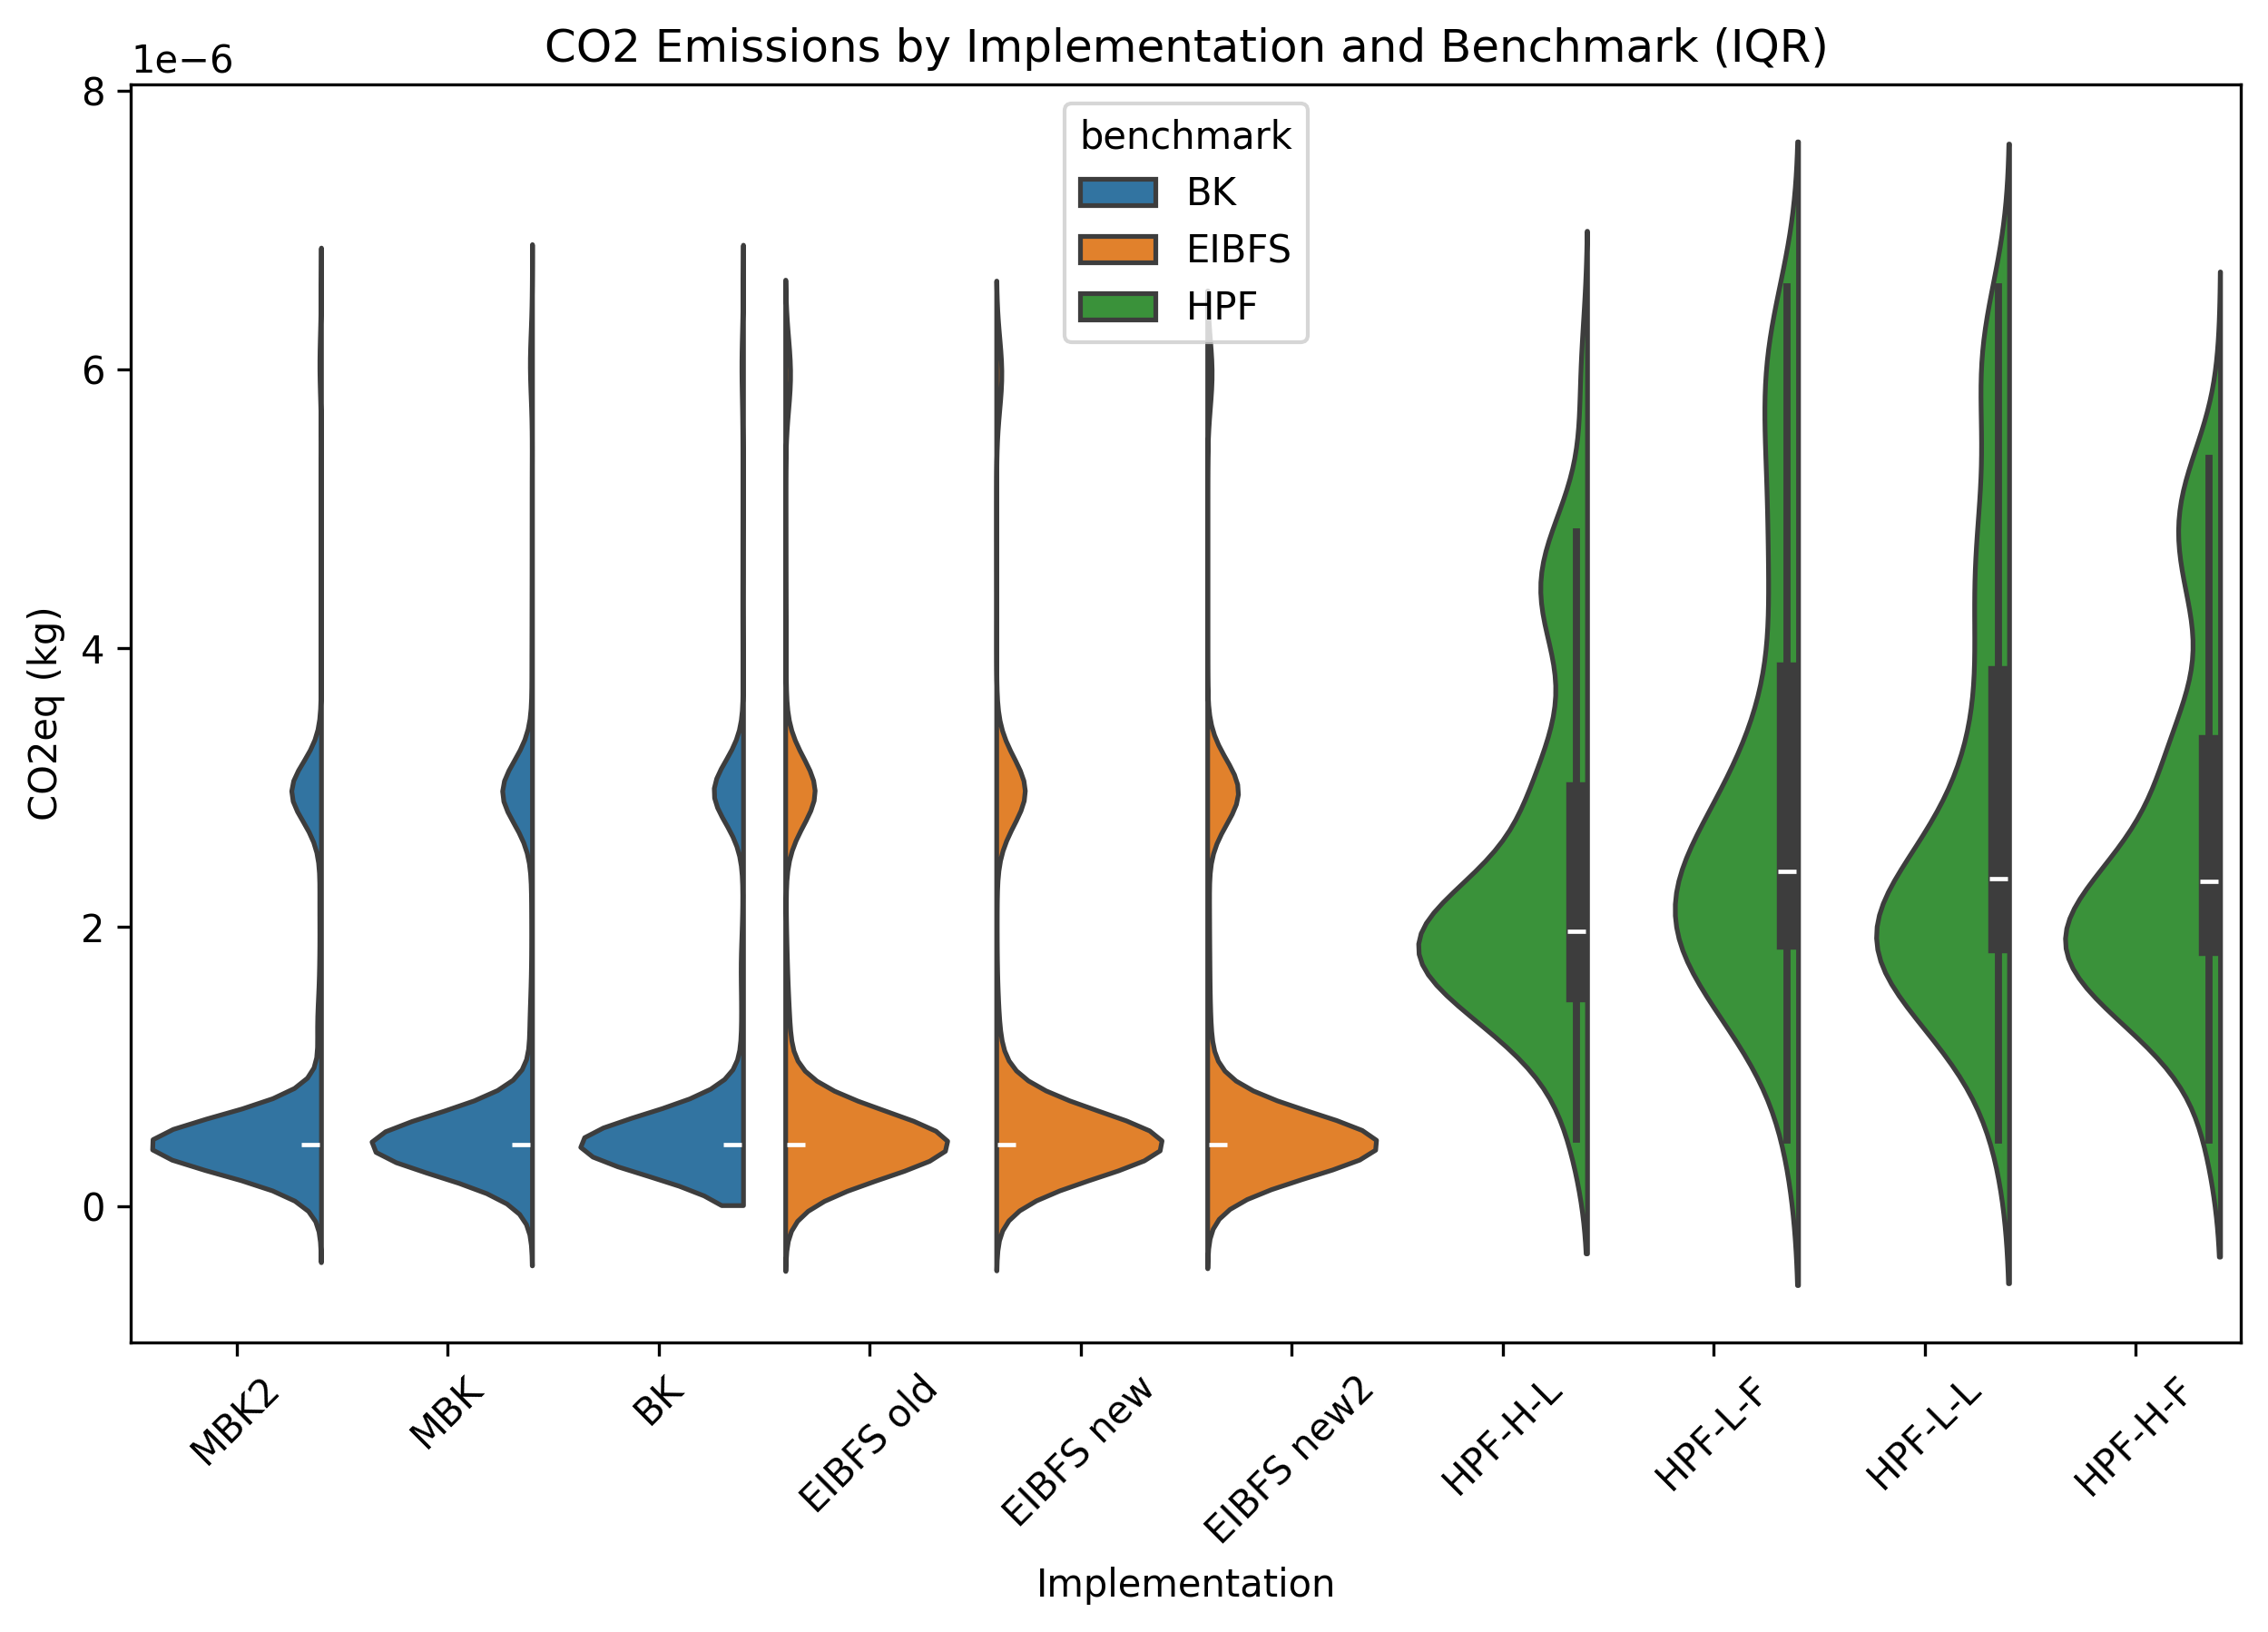 CO2 Emissions by Implementation and Benchmark (IQR)
1e−6
8
6
4
2
0
CO2eq (kg)
benchmark
BK
EIBFS
HPF
MBK2
MBK
BK
EIBFS old
EIBFS new
EIBFS new2
HPF-H-L
HPF-L-F
HPF-L-L
HPF-H-F
Implementation